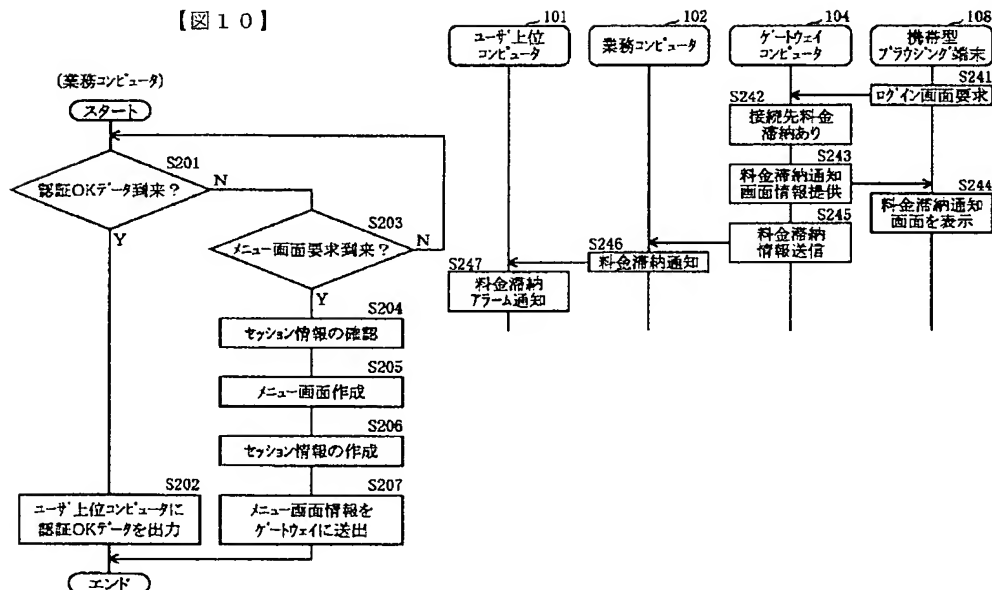 【図１０】
(業務コンピュータ)
スタート
S201
認証OKデータ到来？
N
Y
S203
メニュー画面要求到来？
N
Y
S204
セッション情報の確認
S205
メニュー画面作成
S206
セッション情報の作成
S202
ユーザ上位コンピュータに
認証OKデータを出力
S207
メニュー画面情報を
ゲートウェイに送出
エンド
101
ユーザ上位
コンピュータ
102
業務コンピュータ
104
ゲートウェイ
コンピュータ
108
携帯型
ブラウジング端末
S241
ログイン画面要求
S242
接続先料金
滞納あり
S243
料金滞納通知
画面情報提供
S244
料金滞納通知
画面を表示
S245
料金滞納
情報送信
S246
料金滞納通知
S247
料金滞納
アラーム通知